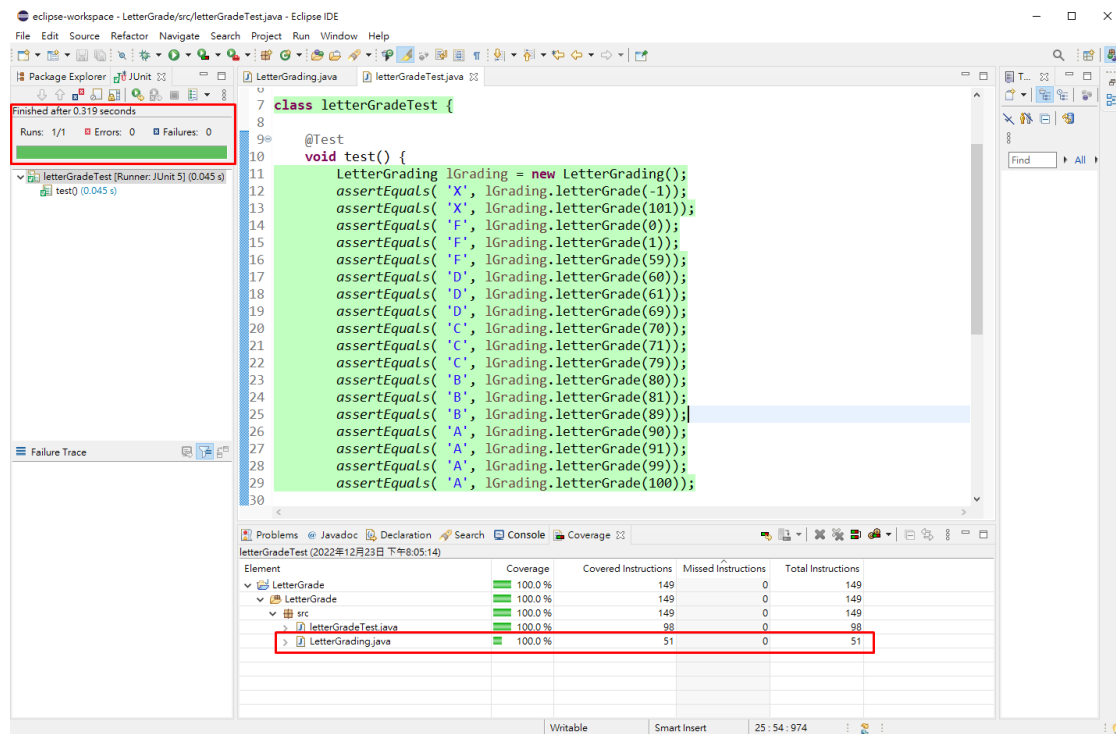 eclipse-workspace - LetterGrade/src/letterGradeTest.java - Eclipse IDE
File Edit Source Refactor Navigate Search Project Run Window Help
Package Explorer JUnit
LetterGrading.java letterGradeTest.java
T...
Finished after 0.319 seconds
Runs: 1/1 Errors: 0 Failures: 0
letterGradeTest [Runner: JUnit 5] (0.045 s)
test() (0.045 s)
Failure Trace
7 class letterGradeTest {
8
9 @Test
10 void test() {
11 LetterGrading lGrading = new LetterGrading();
12 assertEquals( 'X', lGrading.letterGrade(-1));
13 assertEquals( 'X', lGrading.letterGrade(101));
14 assertEquals( 'F', lGrading.letterGrade(0));
15 assertEquals( 'F', lGrading.letterGrade(1));
16 assertEquals( 'F', lGrading.letterGrade(59));
17 assertEquals( 'D', lGrading.letterGrade(60));
18 assertEquals( 'D', lGrading.letterGrade(61));
19 assertEquals( 'D', lGrading.letterGrade(69));
20 assertEquals( 'C', lGrading.letterGrade(70));
21 assertEquals( 'C', lGrading.letterGrade(71));
22 assertEquals( 'C', lGrading.letterGrade(79));
23 assertEquals( 'B', lGrading.letterGrade(80));
24 assertEquals( 'B', lGrading.letterGrade(81));
25 assertEquals( 'B', lGrading.letterGrade(89));
26 assertEquals( 'A', lGrading.letterGrade(90));
27 assertEquals( 'A', lGrading.letterGrade(91));
28 assertEquals( 'A', lGrading.letterGrade(99));
29 assertEquals( 'A', lGrading.letterGrade(100));
30
Find All
Problems @ Javadoc Declaration Search Console Coverage
letterGradeTest (2022年12月23日 下午8:05:14)
Element Coverage Covered Instructions Missed Instructions Total Instructions
LetterGrade 100.0 % 149 0 149
LetterGrade 100.0 % 149 0 149
src 100.0 % 149 0 149
letterGradeTest.java 100.0 % 98 0 98
LetterGrading.java 100.0 % 51 0 51
Writable Smart Insert 25 : 54 : 974